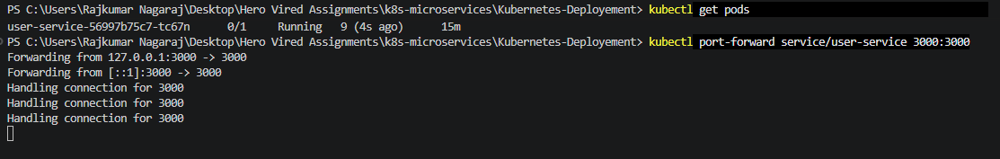 PS C:\Users\Rajkumar Nagaraj\Desktop\Hero Vired Assignments\k8s-microservices\Kubernetes-Deployement> kubectl get pods
user-service-56997b75c7-tc67n      0/1     Running   9 (4s ago)      15m
PS C:\Users\Rajkumar Nagaraj\Desktop\Hero Vired Assignments\k8s-microservices\Kubernetes-Deployement> kubectl port-forward service/user-service 3000:3000
Forwarding from 127.0.0.1:3000 -> 3000
Forwarding from [::1]:3000 -> 3000
Handling connection for 3000
Handling connection for 3000
Handling connection for 3000